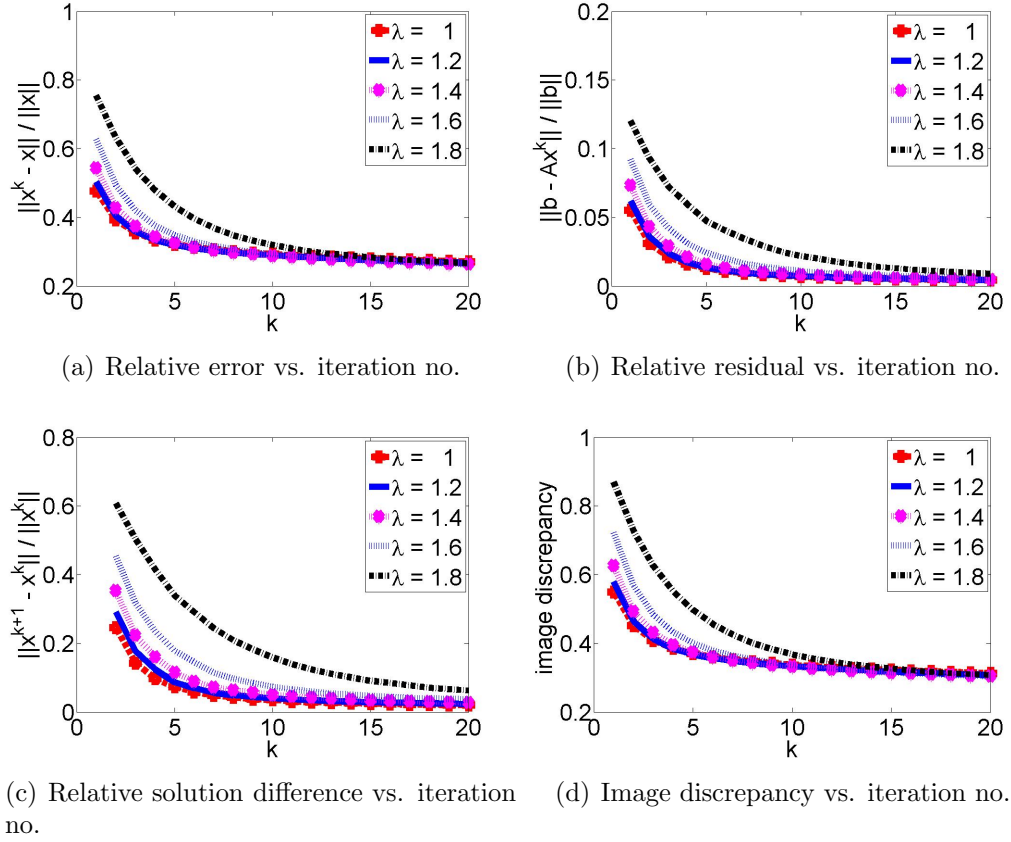 1
0.8
0.6
0.4
0.2
0
5
10
15
20
k
||x^k - x|| / ||x||
λ = 1
λ = 1.2
λ = 1.4
λ = 1.6
λ = 1.8
(a) Relative error vs. iteration no.
0.2
0.15
0.1
0.05
0
0
5
10
15
20
k
||b - Ax^k|| / ||b||
λ = 1
λ = 1.2
λ = 1.4
λ = 1.6
λ = 1.8
(b) Relative residual vs. iteration no.
0.8
0.6
0.4
0.2
0
0
5
10
15
20
k
||x^{k+1} - x^k|| / ||x^k||
λ = 1
λ = 1.2
λ = 1.4
λ = 1.6
λ = 1.8
(c) Relative solution difference vs. iteration
no.
1
0.8
0.6
0.4
0.2
0
5
10
15
20
k
image discrepancy
λ = 1
λ = 1.2
λ = 1.4
λ = 1.6
λ = 1.8
(d) Image discrepancy vs. iteration no.